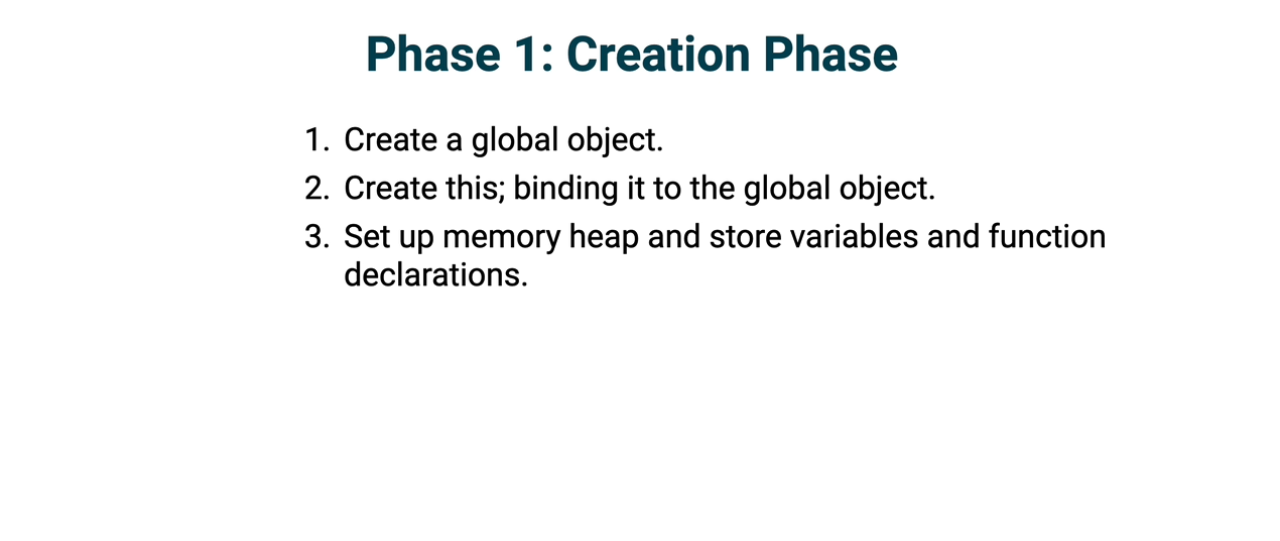 Phase 1: Creation Phase
1. Create a global object.
2. Create this; binding it to the global object.
3. Set up memory heap and store variables and function
declarations.